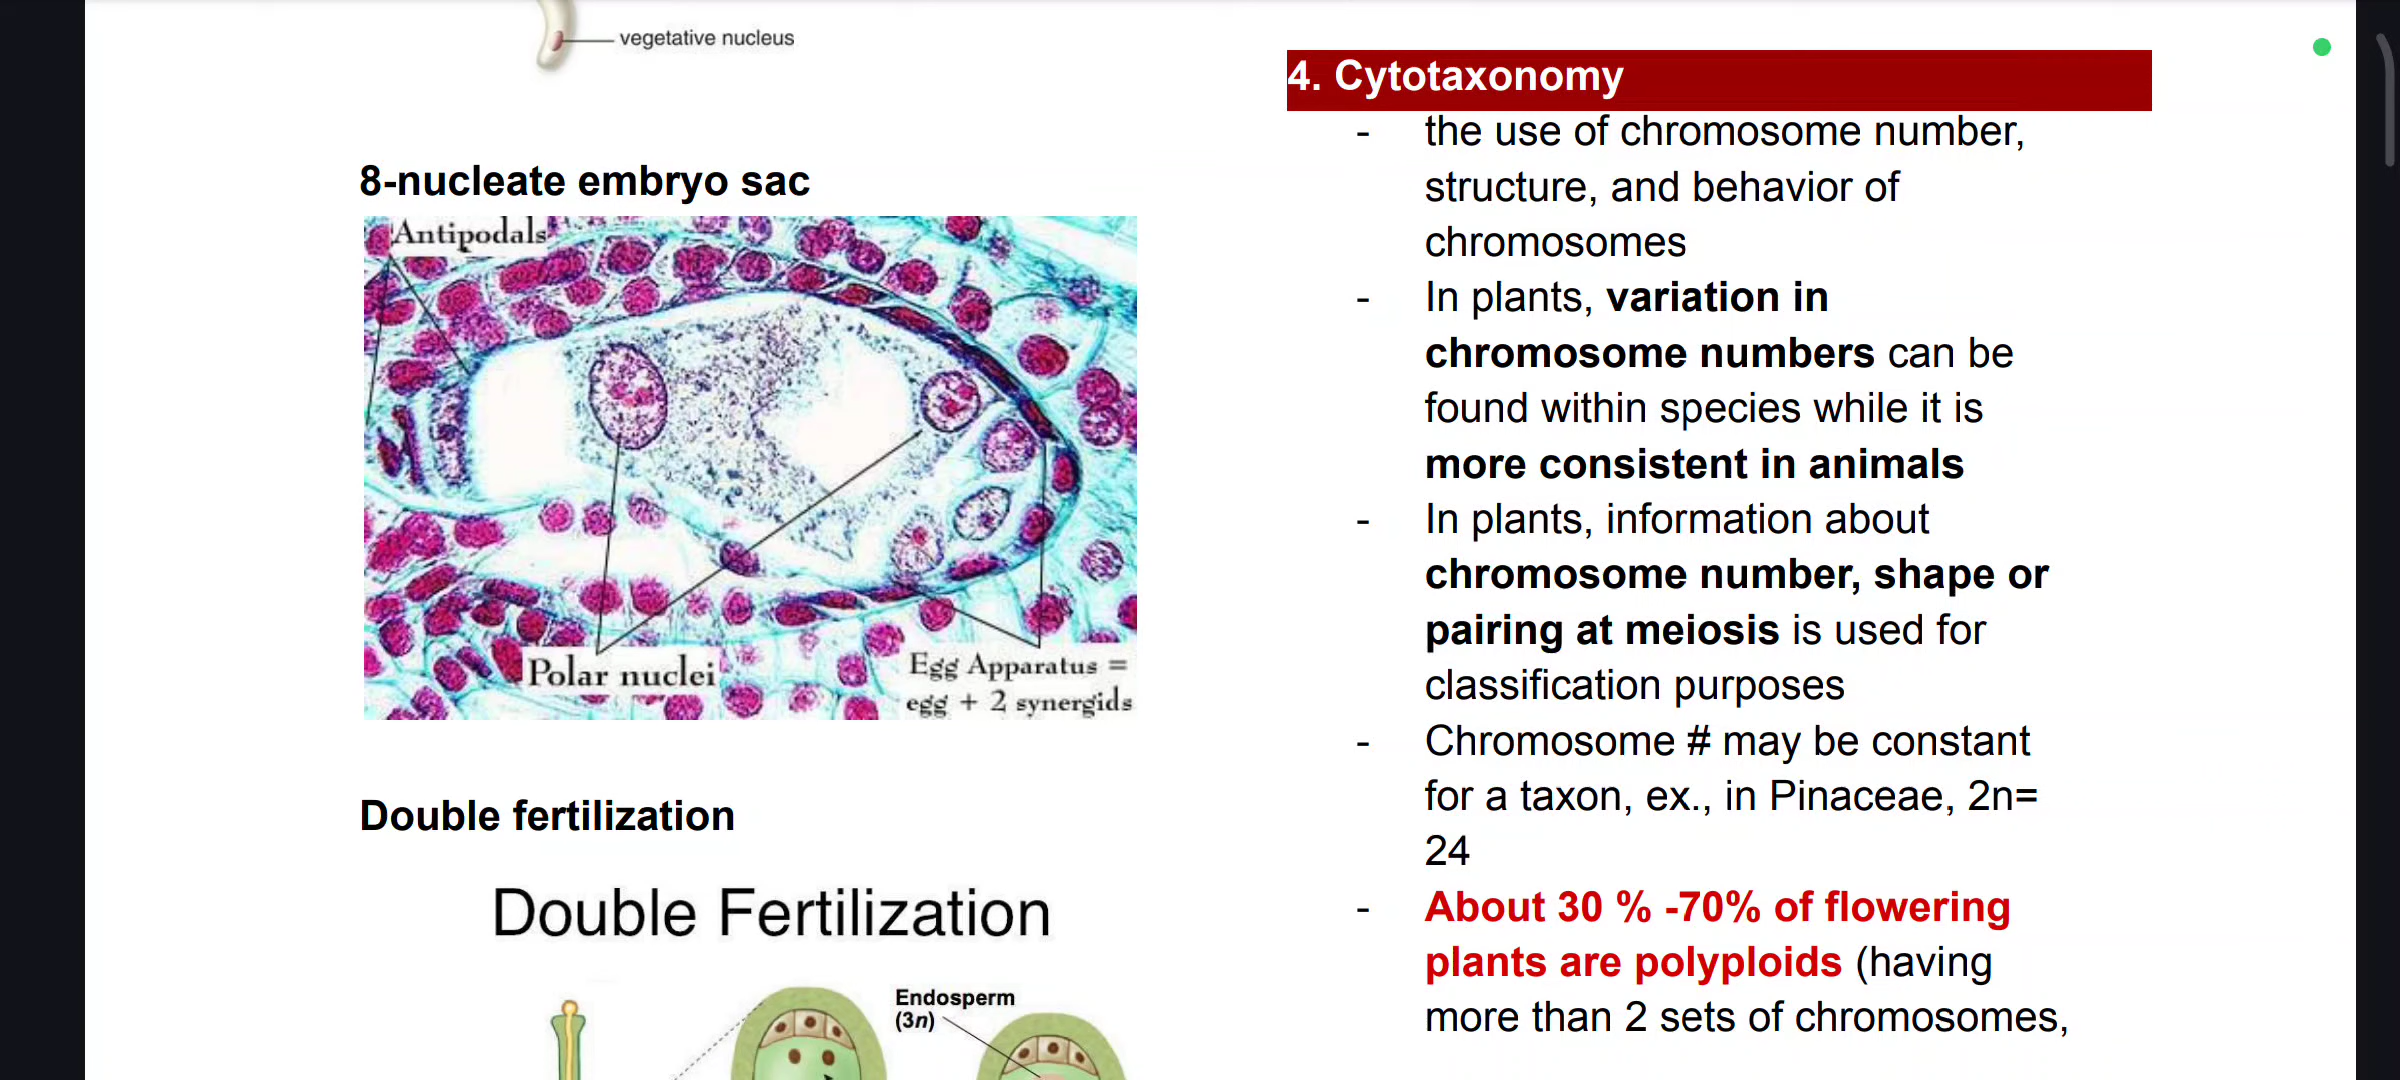 vegetative nucleus
8-nucleate embryo sac
Antipodals
Polar nuclei
Egg Apparatus =
egg + 2 synergids
Double fertilization
Double Fertilization
Endosperm
(3n)
4. Cytotaxonomy
- the use of chromosome number,
structure, and behavior of
chromosomes
- In plants, variation in
chromosome numbers can be
found within species while it is
more consistent in animals
- In plants, information about
chromosome number, shape or
pairing at meiosis is used for
classification purposes
- Chromosome # may be constant
for a taxon, ex., in Pinaceae, 2n=
24
- About 30 % -70% of flowering
plants are polyploids (having
more than 2 sets of chromosomes,